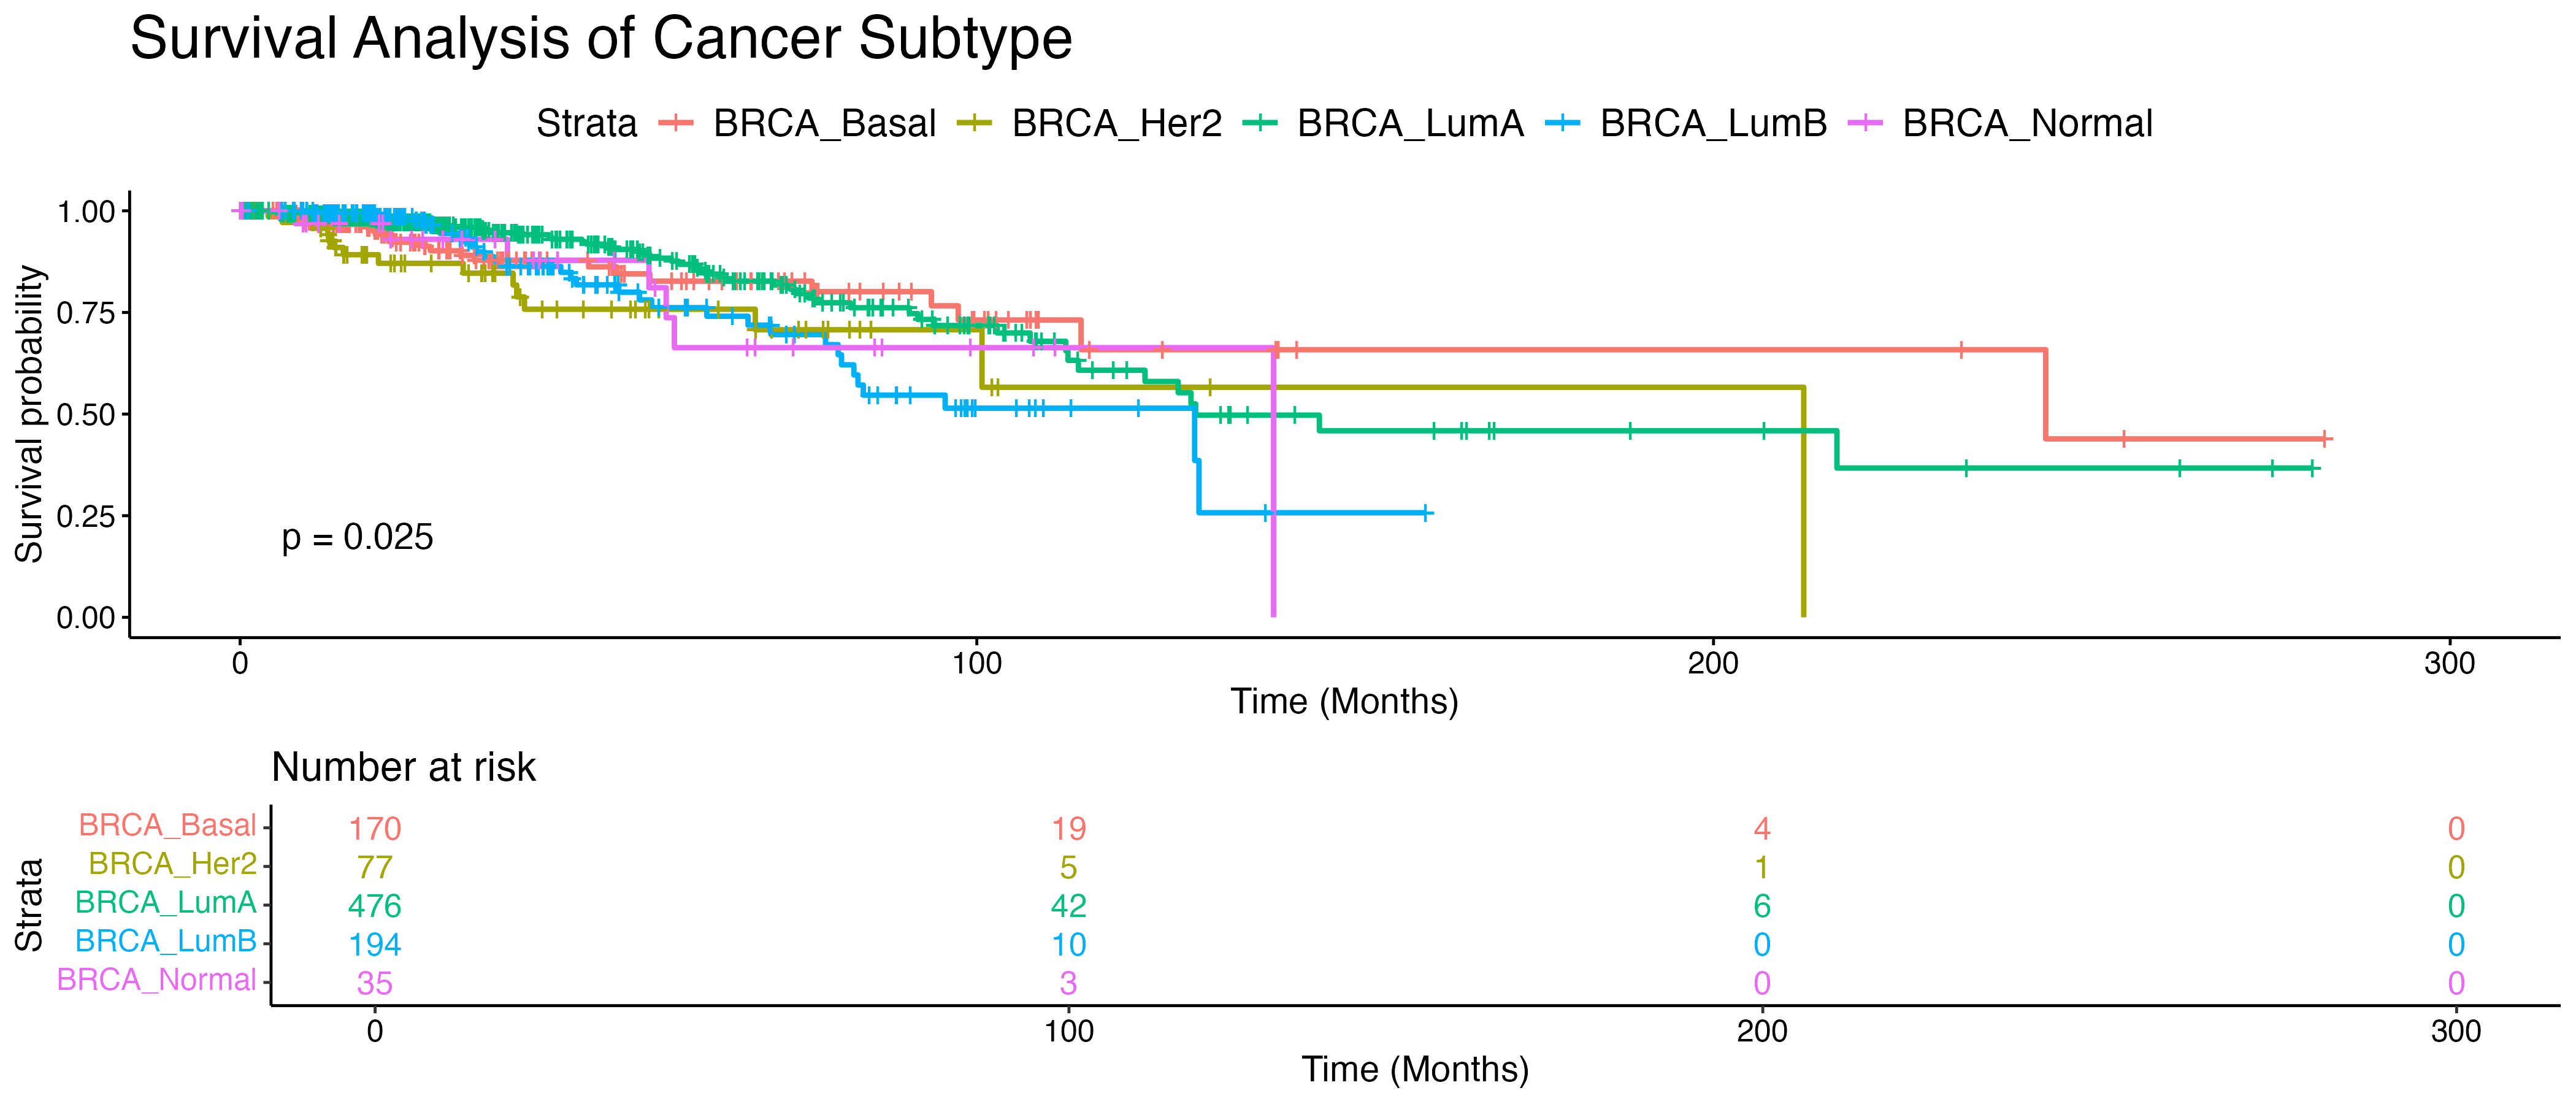 Survival Analysis of Cancer Subtype
Strata BRCA_Basal BRCA_Her2 BRCA_LumA BRCA_LumB BRCA_Normal
Survival probability
1.00
0.75
0.50
0.25
0.00
p = 0.025
0 100 200 300
Time (Months)
Number at risk
Strata
BRCA_Basal 170 19 4 0
BRCA_Her2 77 5 1 0
BRCA_LumA 476 42 6 0
BRCA_LumB 194 10 0 0
BRCA_Normal 35 3 0 0
0 100 200 300
Time (Months)